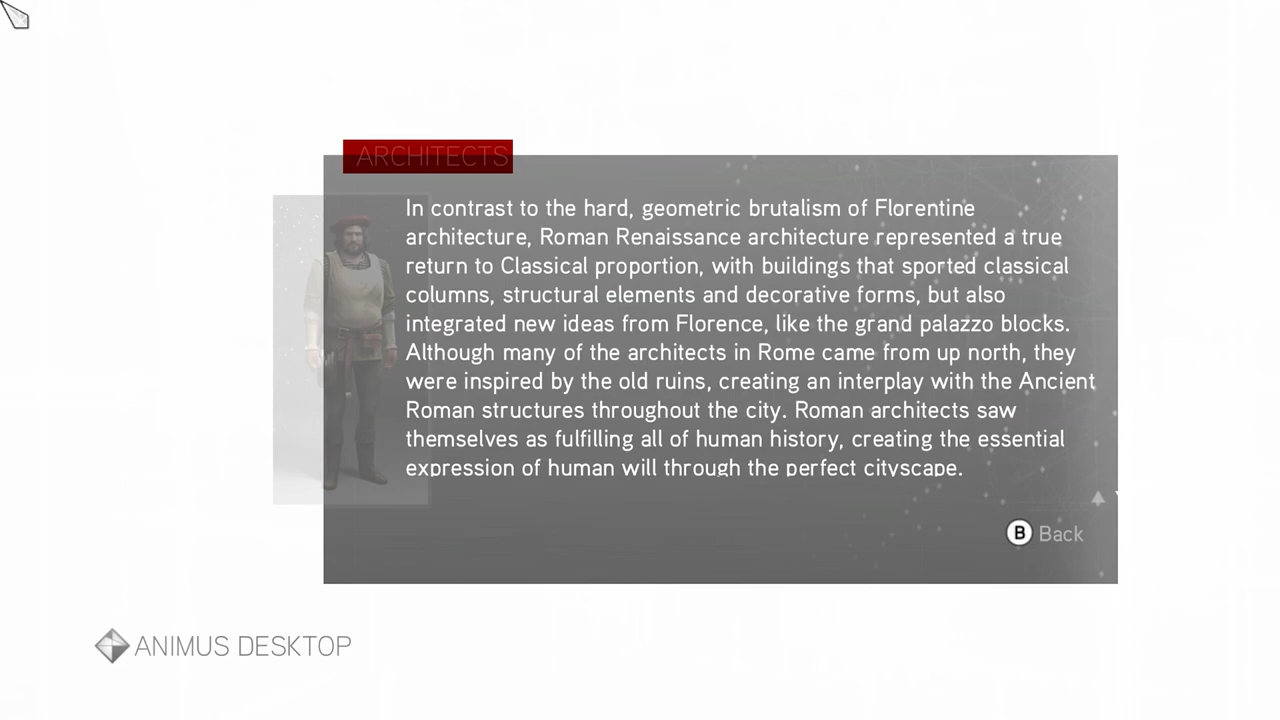 ARCHITECTS
In contrast to the hard, geometric brutalism of Florentine
architecture, Roman Renaissance architecture represented a true
return to Classical proportion, with buildings that sported classical
columns, structural elements and decorative forms, but also
integrated new ideas from Florence, like the grand palazzo blocks.
Although many of the architects in Rome came from up north, they
were inspired by the old ruins, creating an interplay with the Ancient
Roman structures throughout the city. Roman architects saw
themselves as fulfilling all of human history, creating the essential
expression of human will through the perfect cityscape.
B Back
ANIMUS DESKTOP